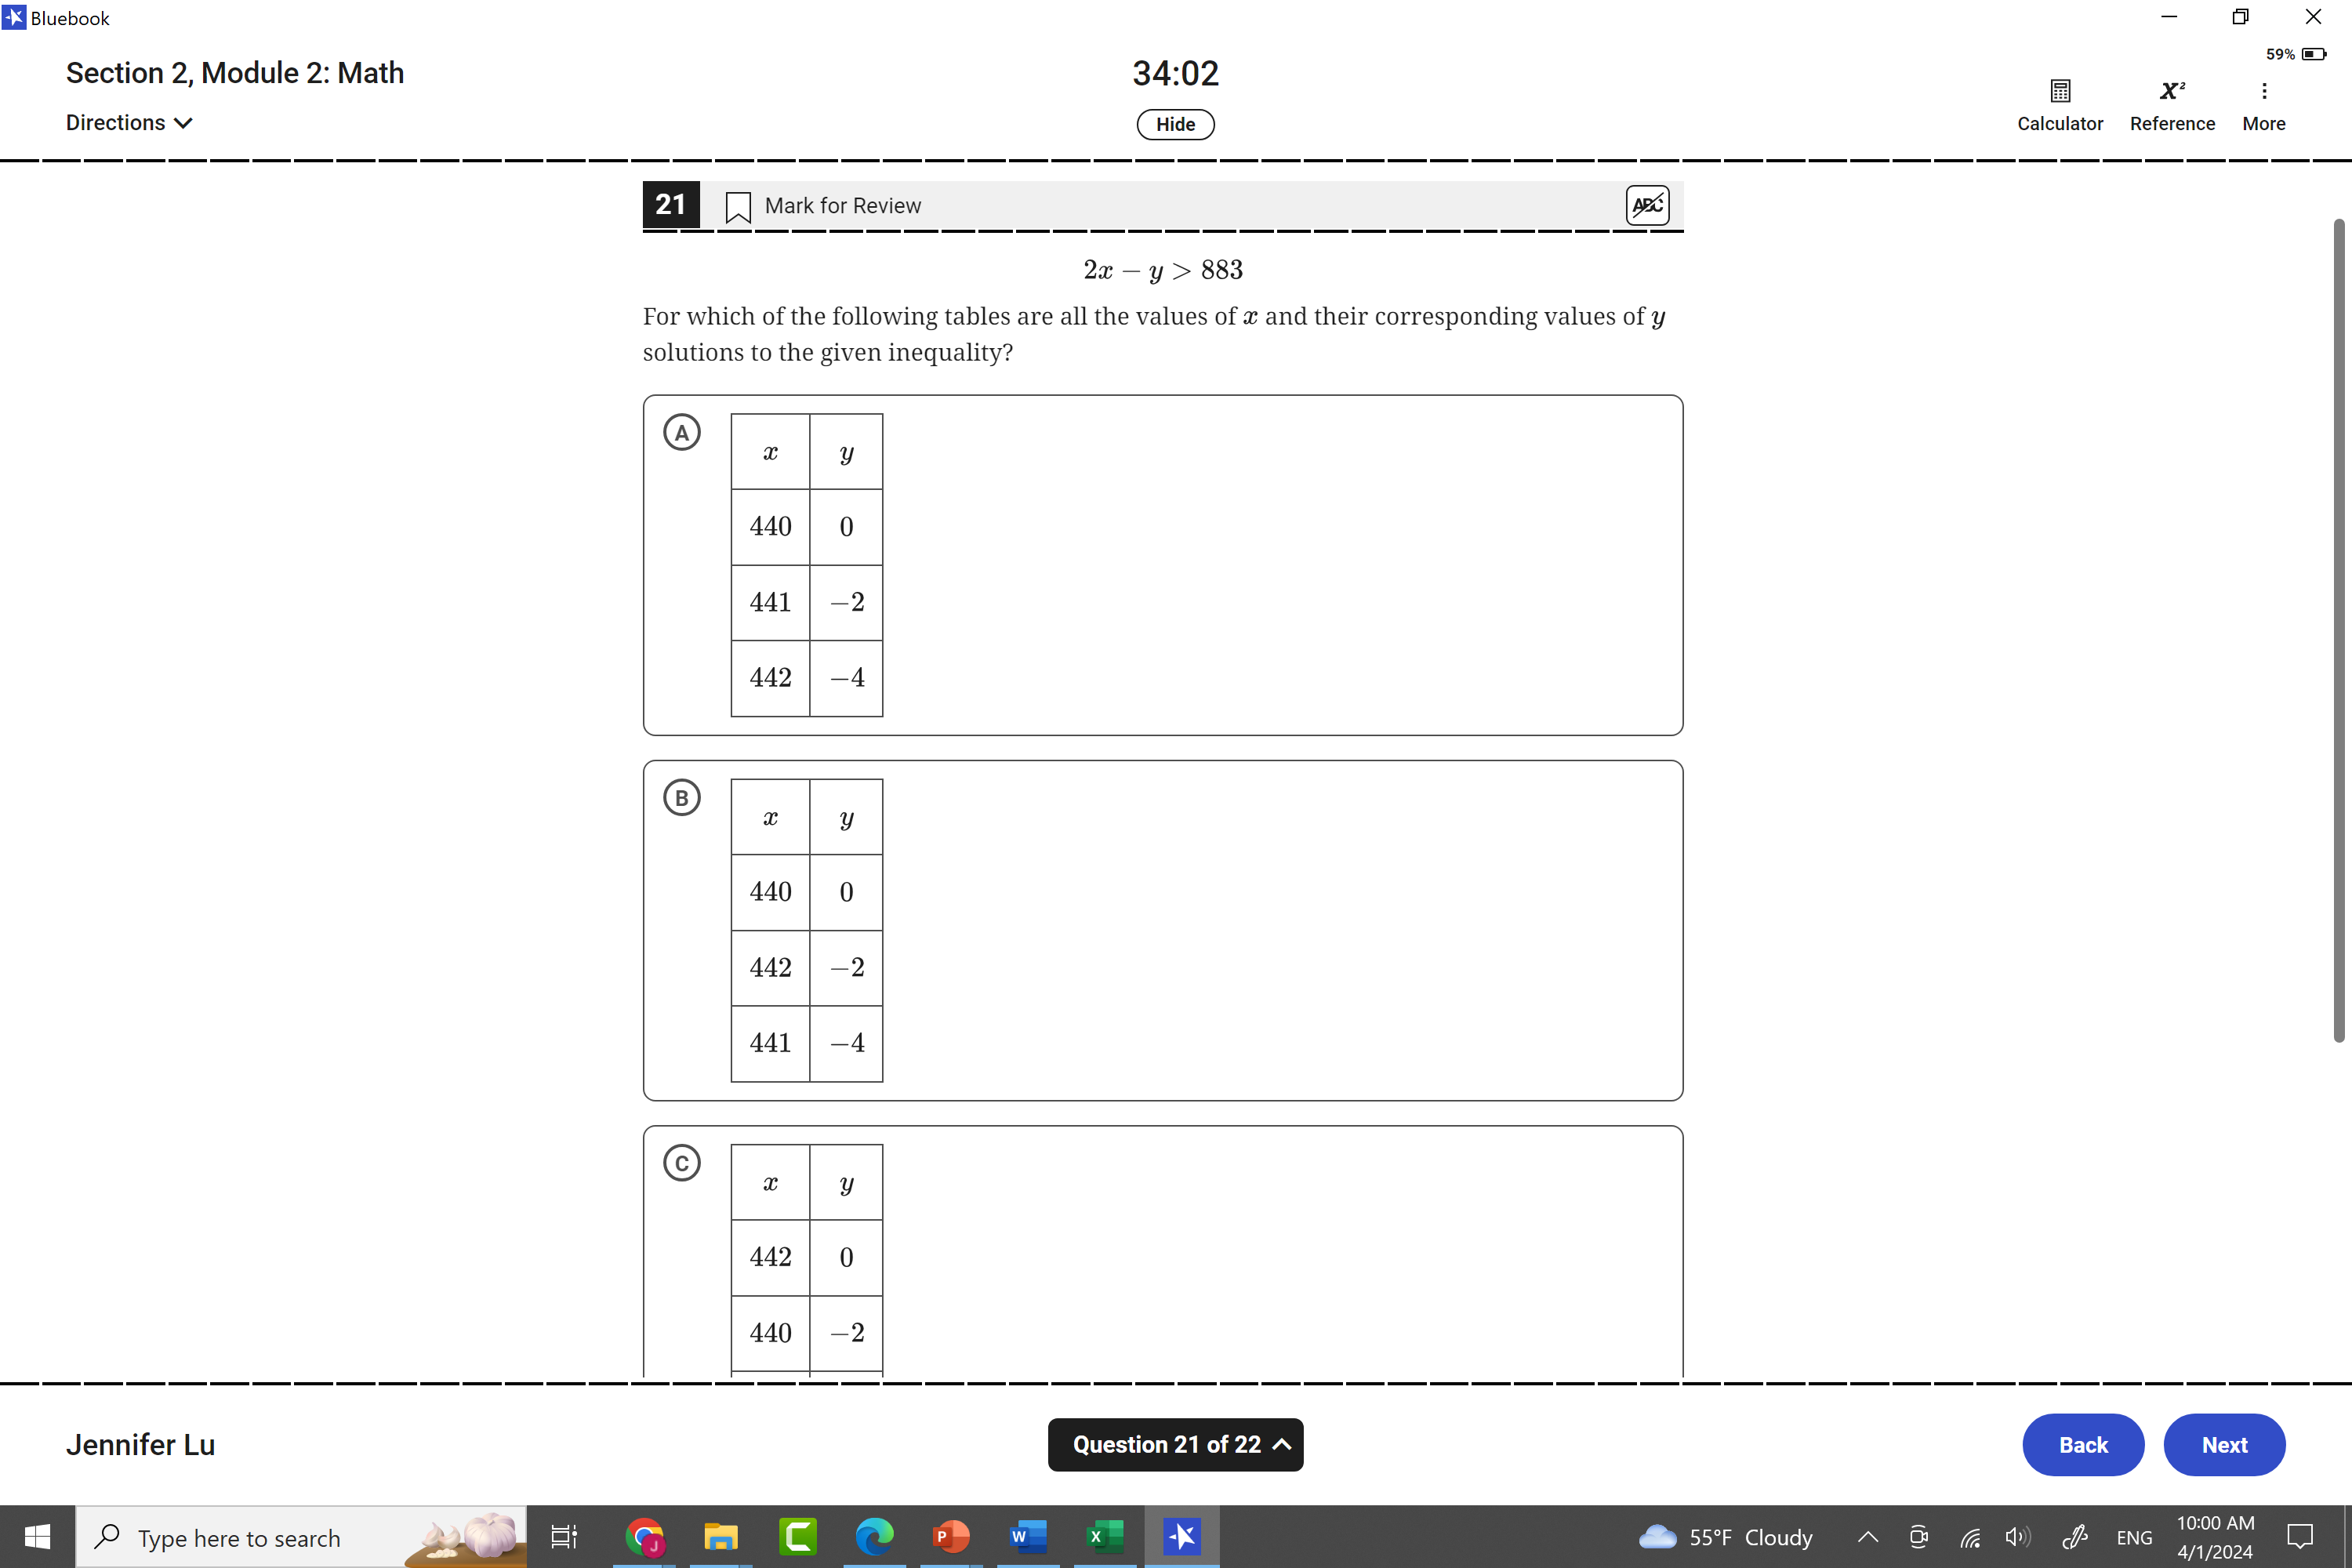 Bluebook
59%
Section 2, Module 2: Math
34:02
Directions
Hide
Calculator
Reference
More
21
Mark for Review
ABC
2x − y > 883
For which of the following tables are all the values of x and their corresponding values of y
solutions to the given inequality?
A
x y
440 0
441 −2
442 −4
B
x y
440 0
442 −2
441 −4
C
x y
442 0
440 −2
Jennifer Lu
Question 21 of 22
Back
Next
Type here to search
55°F Cloudy
ENG
10:00 AM
4/1/2024